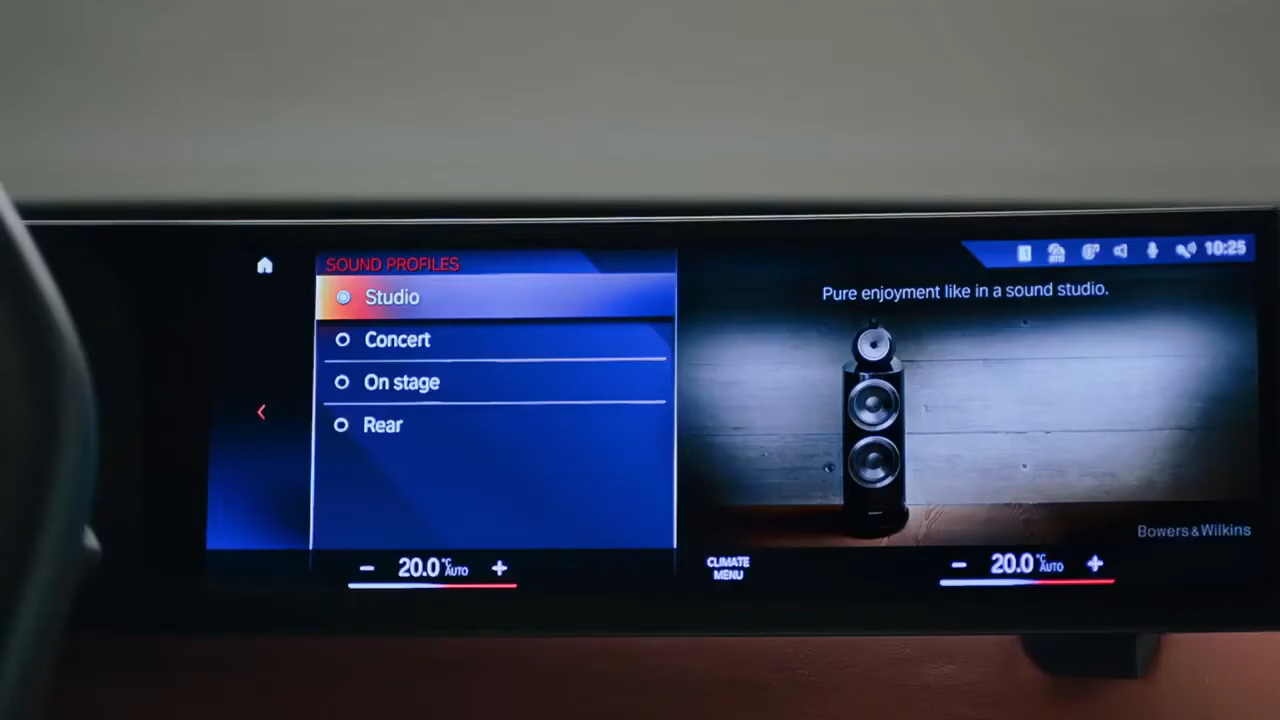 SOUND PROFILES
Studio
Concert
On stage
Rear
10:25
Pure enjoyment like in a sound studio.
Bowers & Wilkins
− 20.0 °C AUTO +
CLIMATE
MENU
− 20.0 °C AUTO +